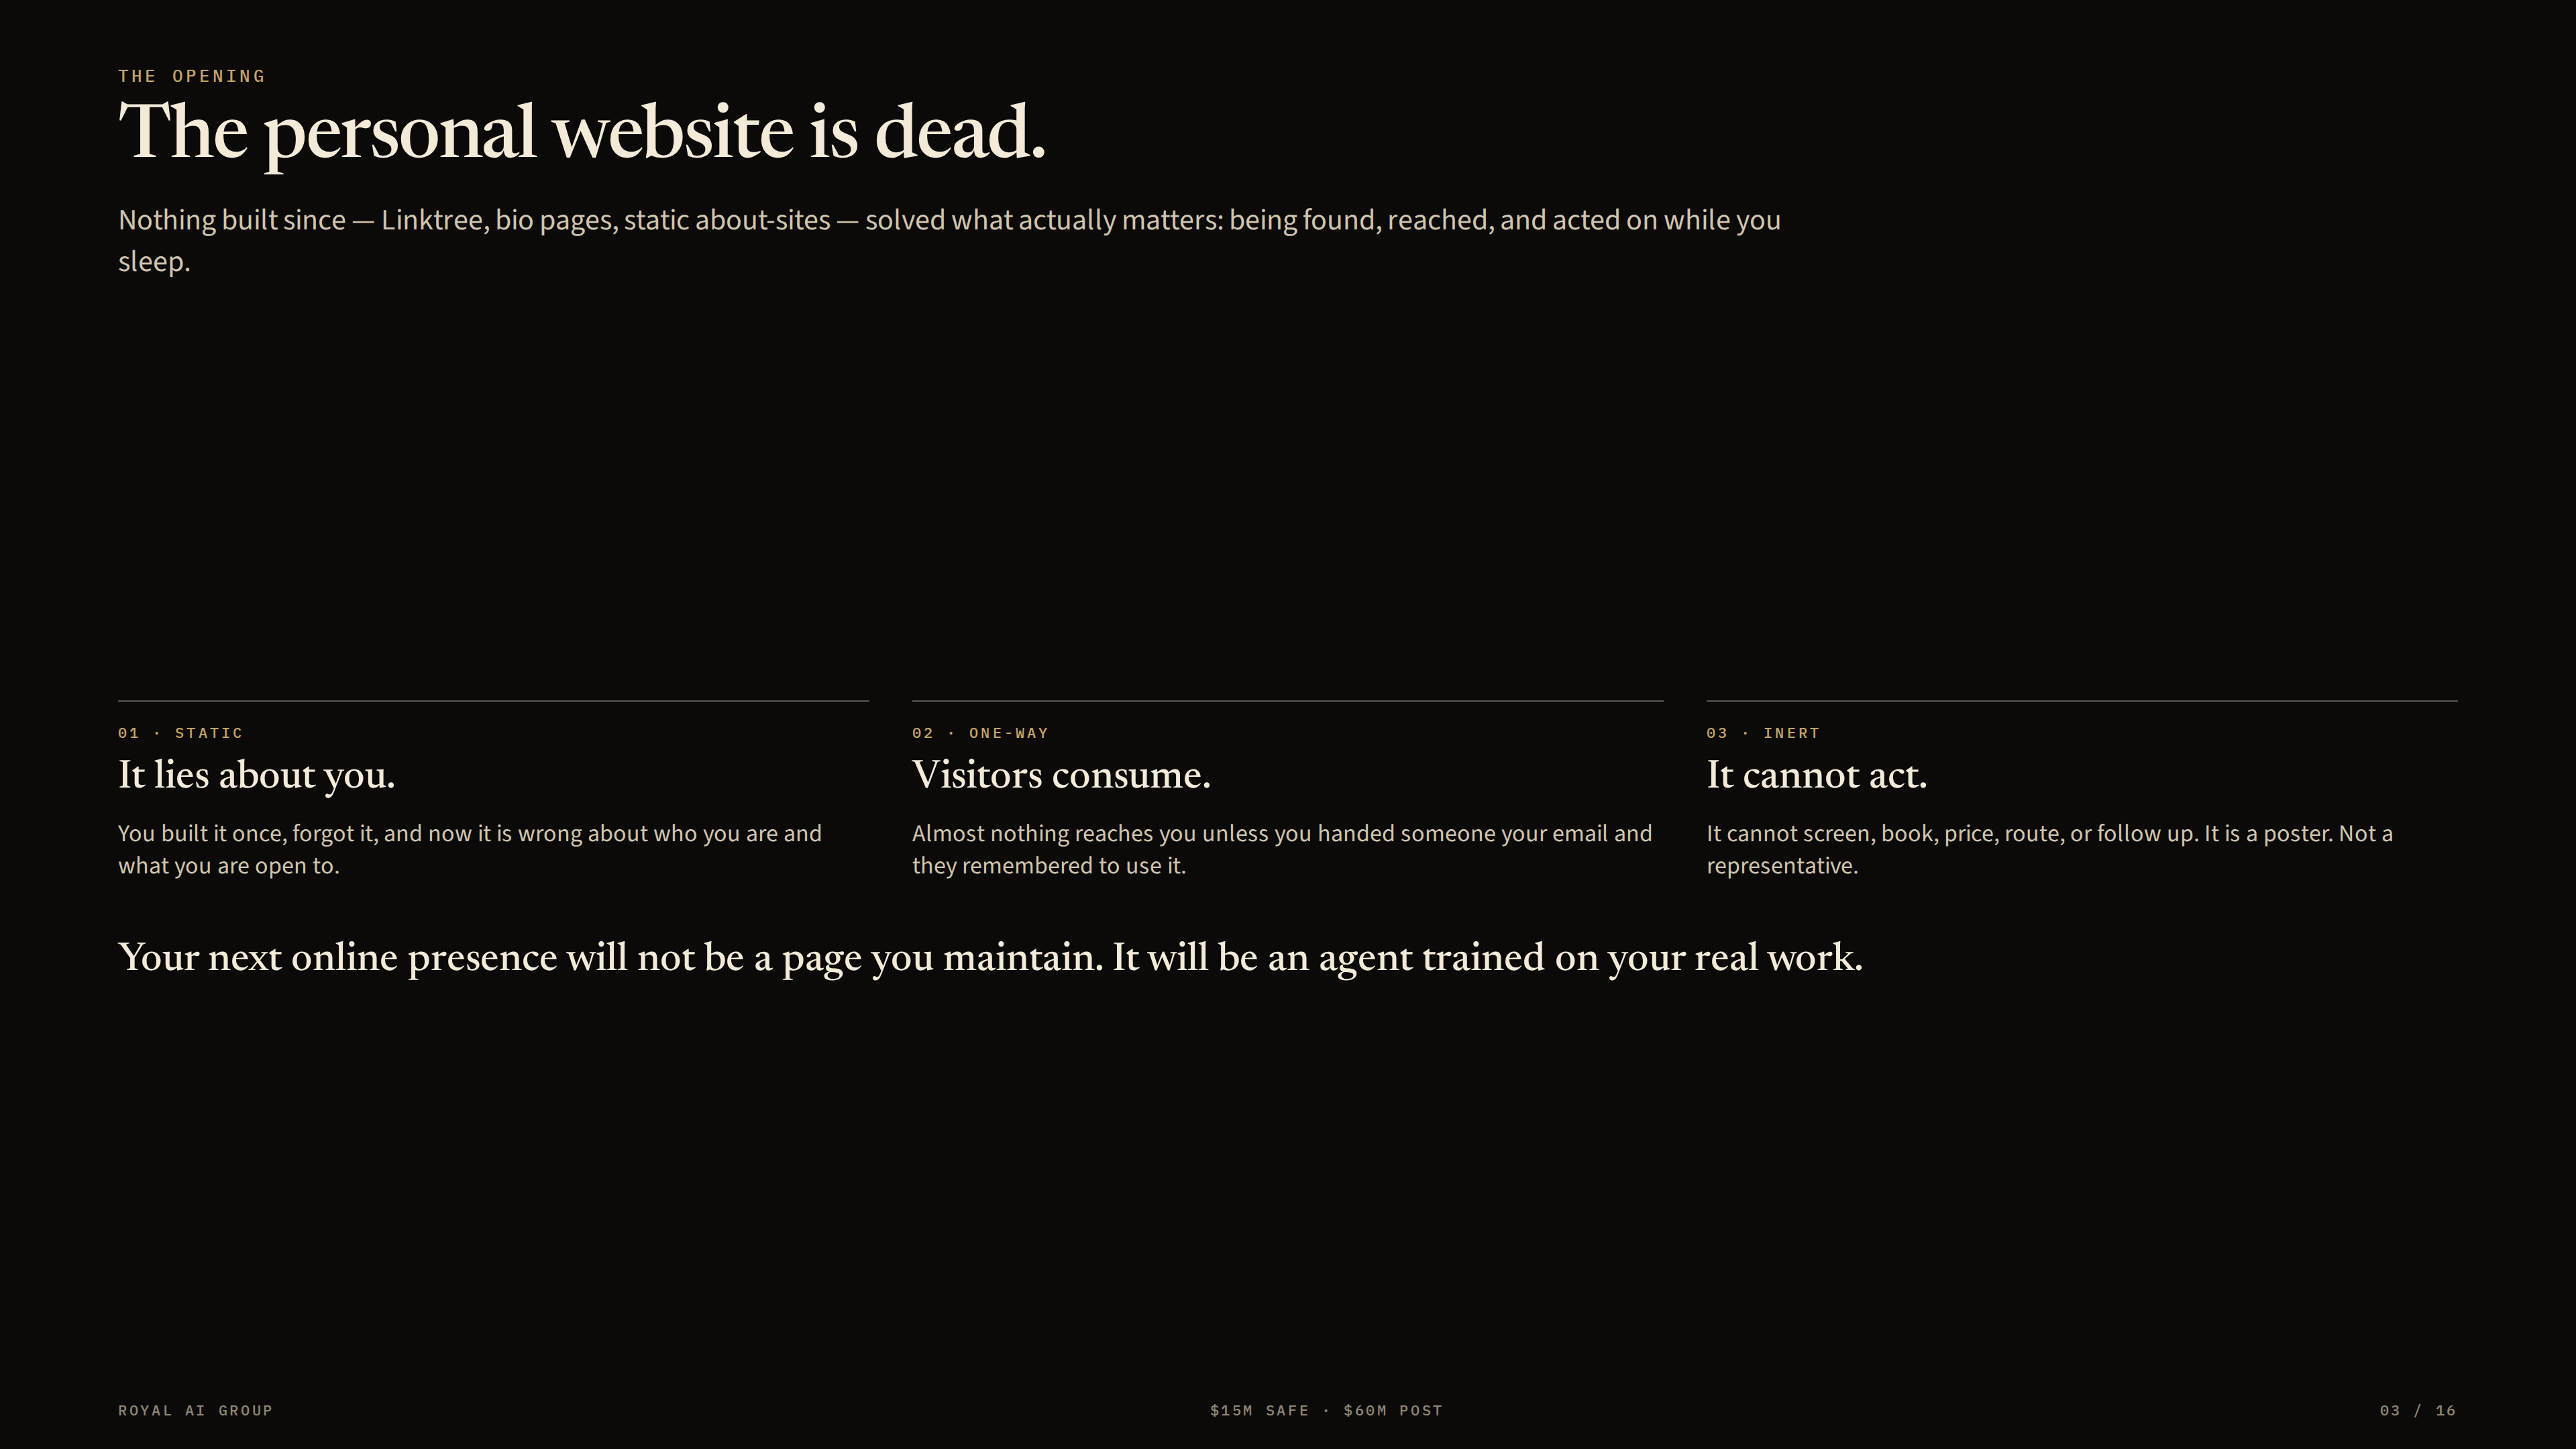 THE OPENING
The personal website is dead.
Nothing built since — Linktree, bio pages, static about-sites — solved what actually matters: being found, reached, and acted on while you
sleep.
01 · STATIC
It lies about you.
You built it once, forgot it, and now it is wrong about who you are and
what you are open to.
02 · ONE-WAY
Visitors consume.
Almost nothing reaches you unless you handed someone your email and
they remembered to use it.
03 · INERT
It cannot act.
It cannot screen, book, price, route, or follow up. It is a poster. Not a
representative.
Your next online presence will not be a page you maintain. It will be an agent trained on your real work.
ROYAL AI GROUP
$15M SAFE · $60M POST
03 / 16